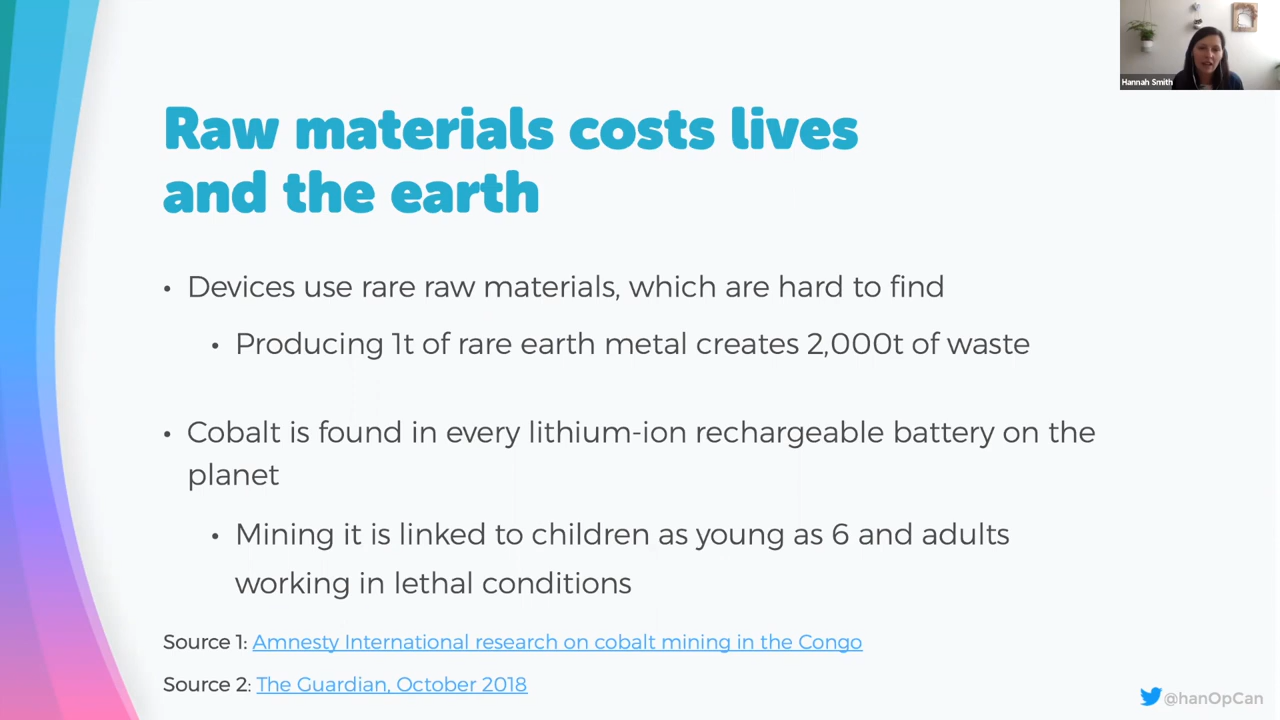 Hannah Smith
Raw materials costs lives
and the earth
• Devices use rare raw materials, which are hard to find
• Producing 1t of rare earth metal creates 2,000t of waste
• Cobalt is found in every lithium-ion rechargeable battery on the
planet
• Mining it is linked to children as young as 6 and adults
working in lethal conditions
Source 1: Amnesty International research on cobalt mining in the Congo
Source 2: The Guardian, October 2018
@hanOpCan